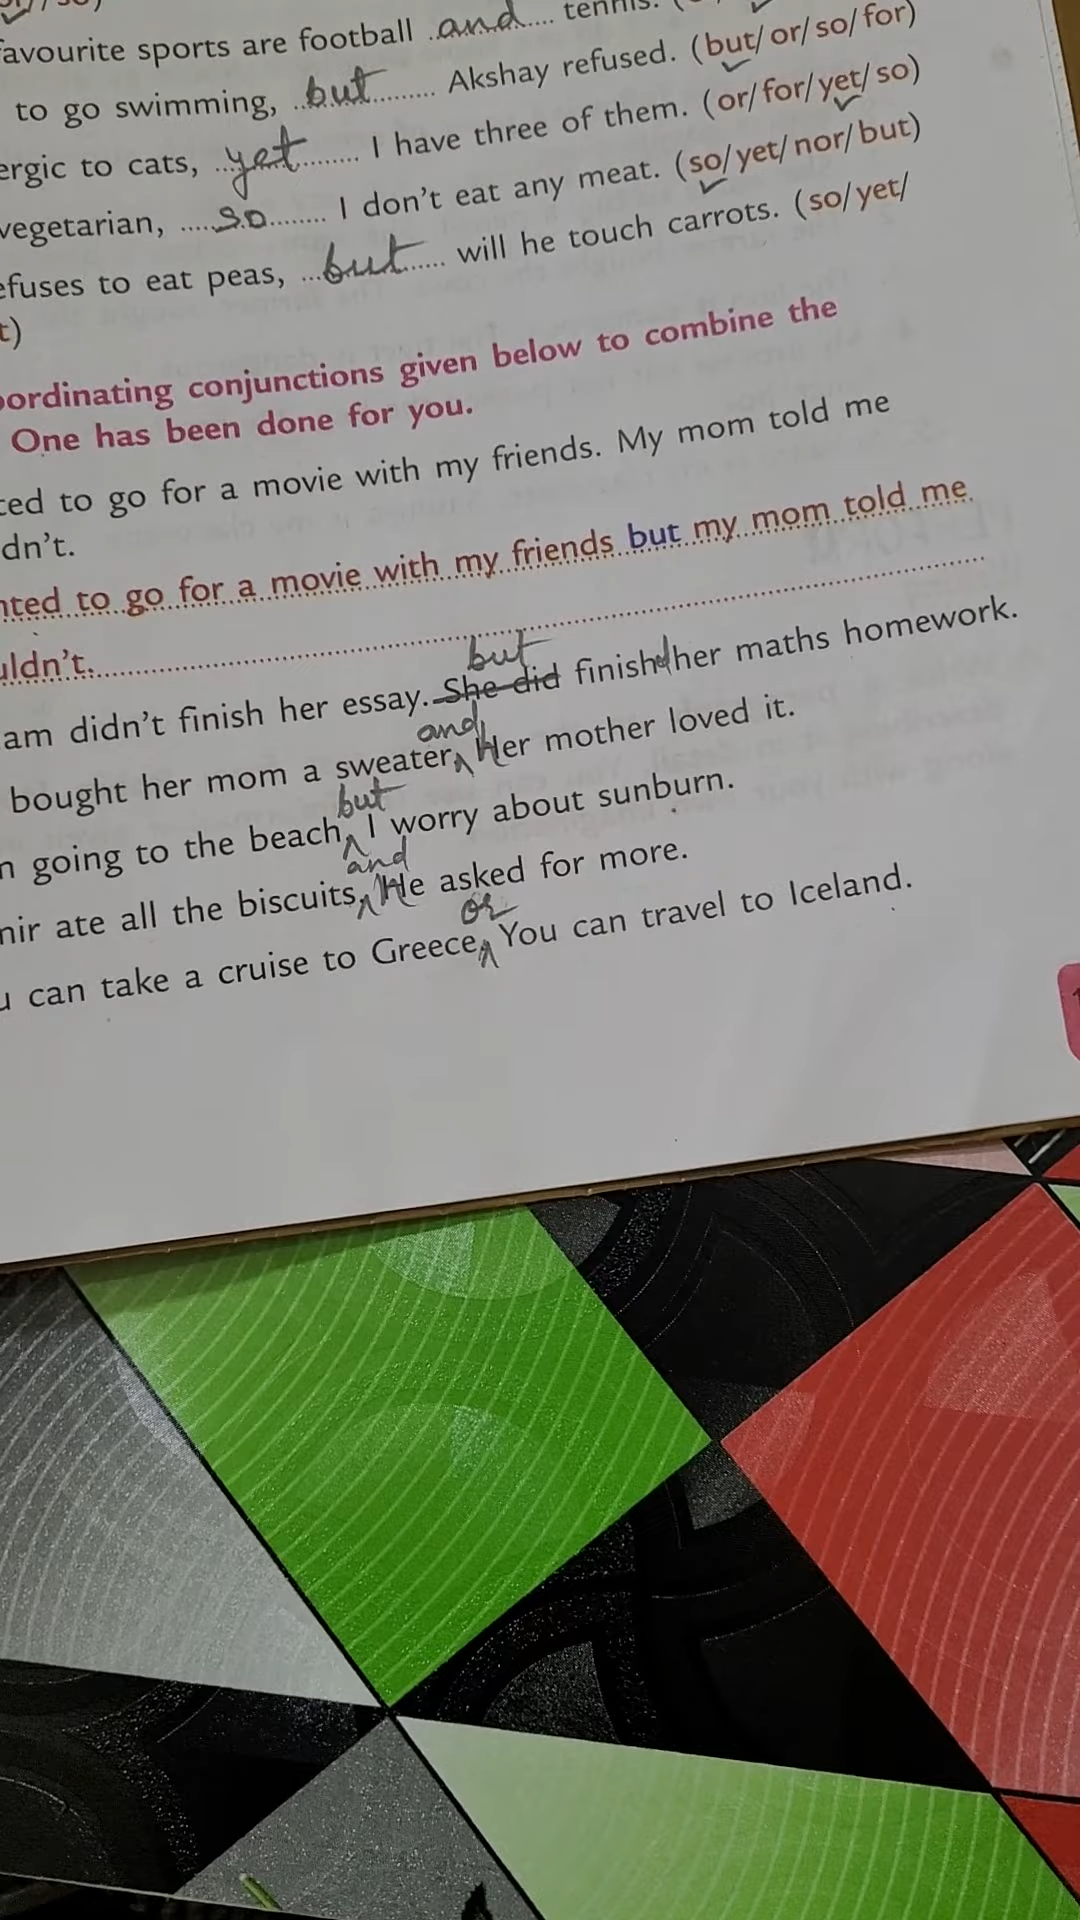 favourite sports are football and tennis.
to go swimming, but Akshay refused. (but/or/so/for)
ergic to cats, yet I have three of them. (or/for/yet/so)
vegetarian, so I don't eat any meat. (so/yet/nor/but)
efuses to eat peas, but will he touch carrots. (so/yet/
t)
oordinating conjunctions given below to combine the
One has been done for you.
ted to go for a movie with my friends. My mom told me
dn't.
nted to go for a movie with my friends but my mom told me
uldn't.
but
am didn't finish her essay. She did finishd her maths homework.
and
bought her mom a sweater, Her mother loved it.
but
n going to the beach, I worry about sunburn.
and
nir ate all the biscuits, He asked for more.
or
u can take a cruise to Greece, You can travel to Iceland.